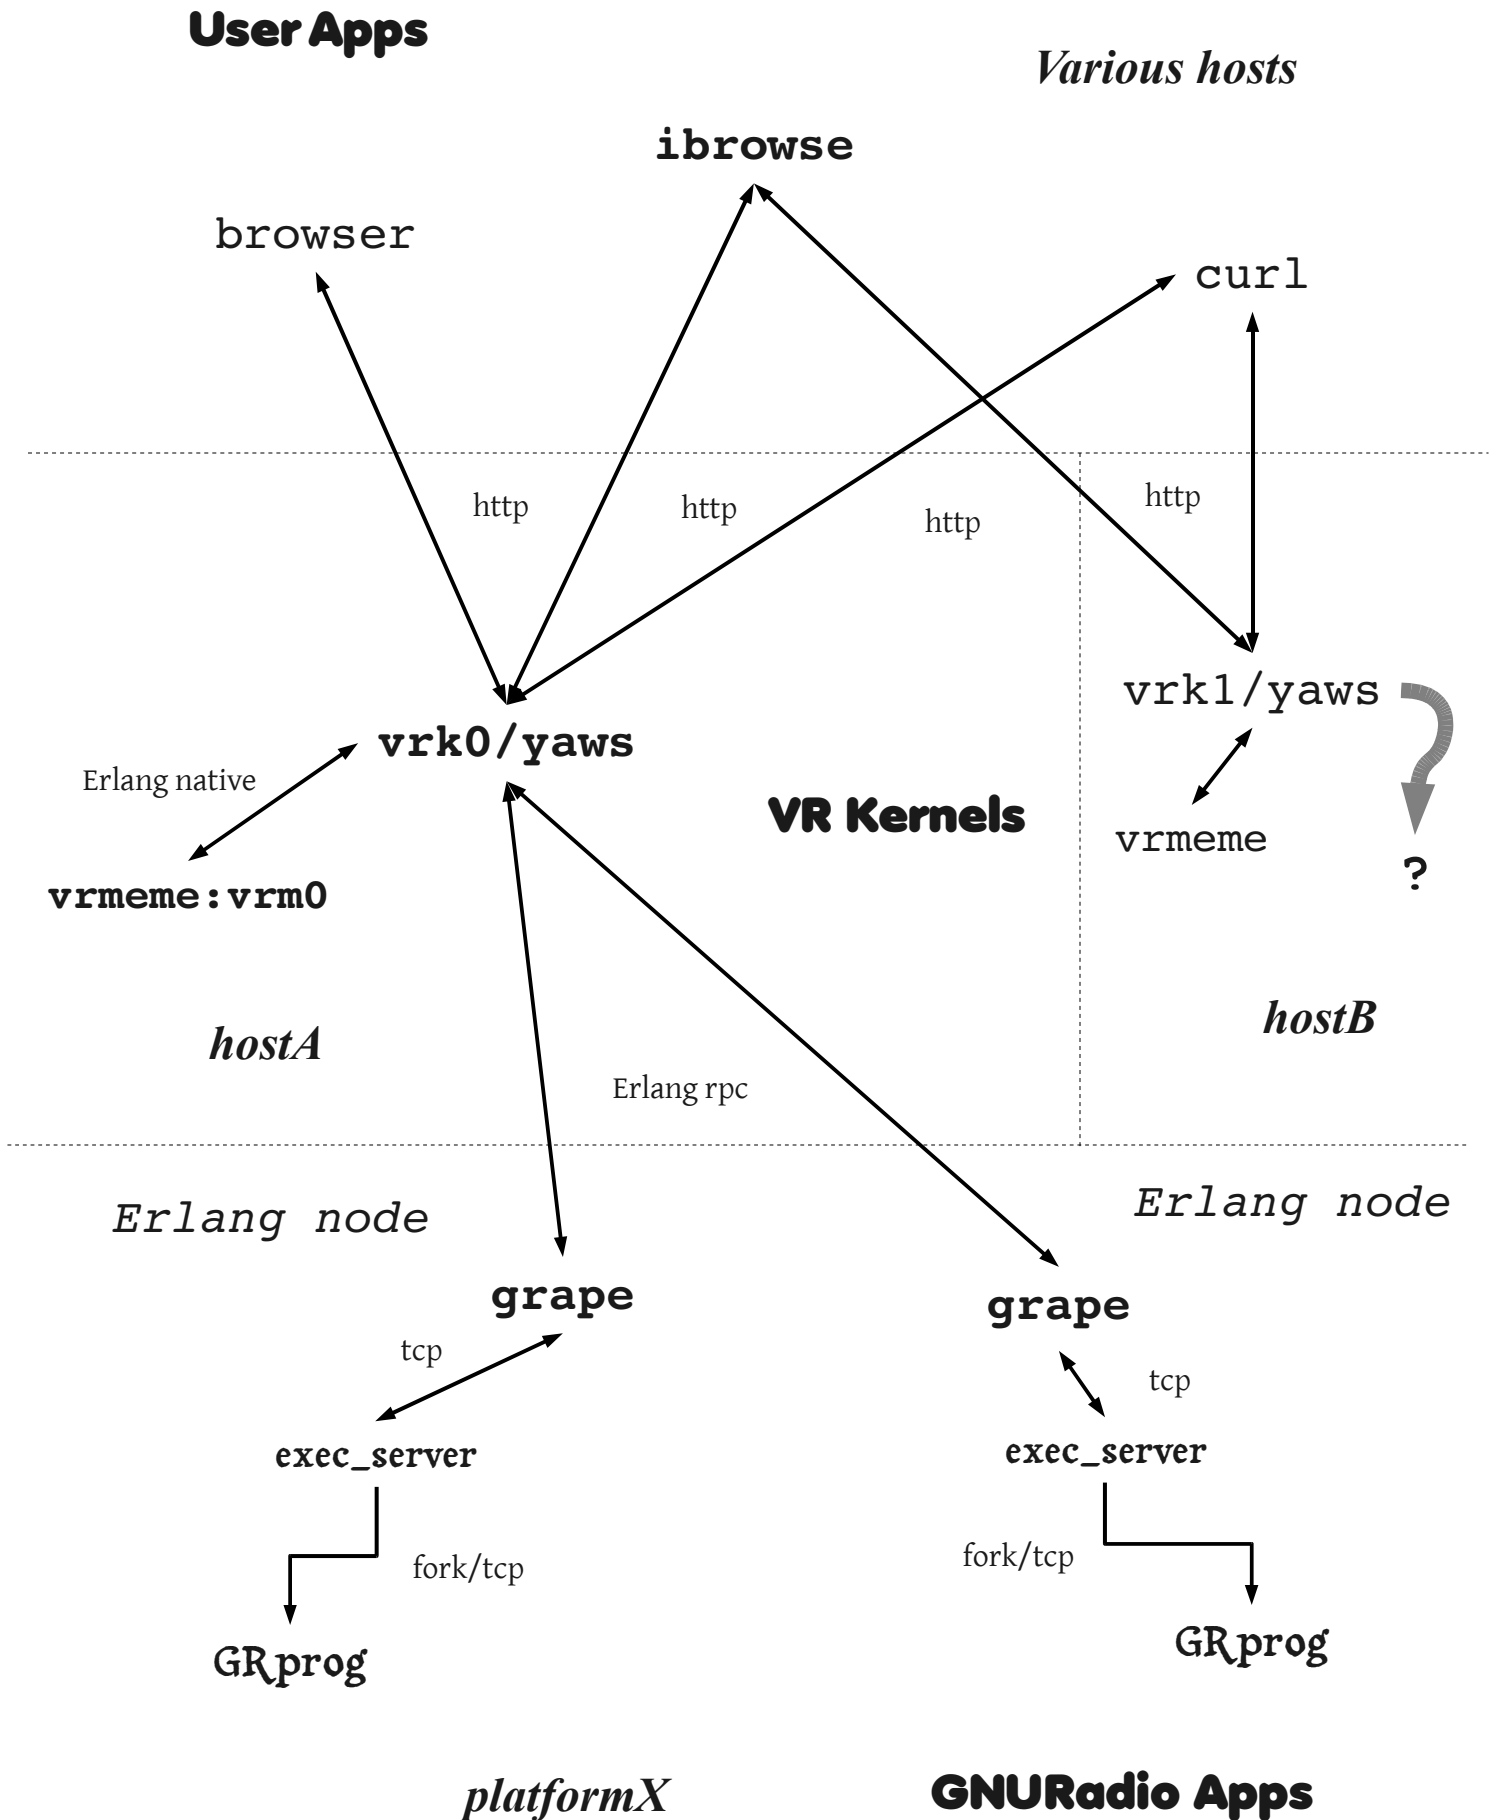 User Apps
Various hosts
ibrowse
browser
curl
http
http
http
http
vrk1/yaws
vrk0/yaws
Erlang native
VR Kernels
vrmeme
?
vrmeme:vrm0
hostB
hostA
Erlang rpc
Erlang node
Erlang node
grape
grape
tcp
tcp
exec_server
exec_server
fork/tcp
fork/tcp
GRprog
GRprog
platformX
GNURadio Apps